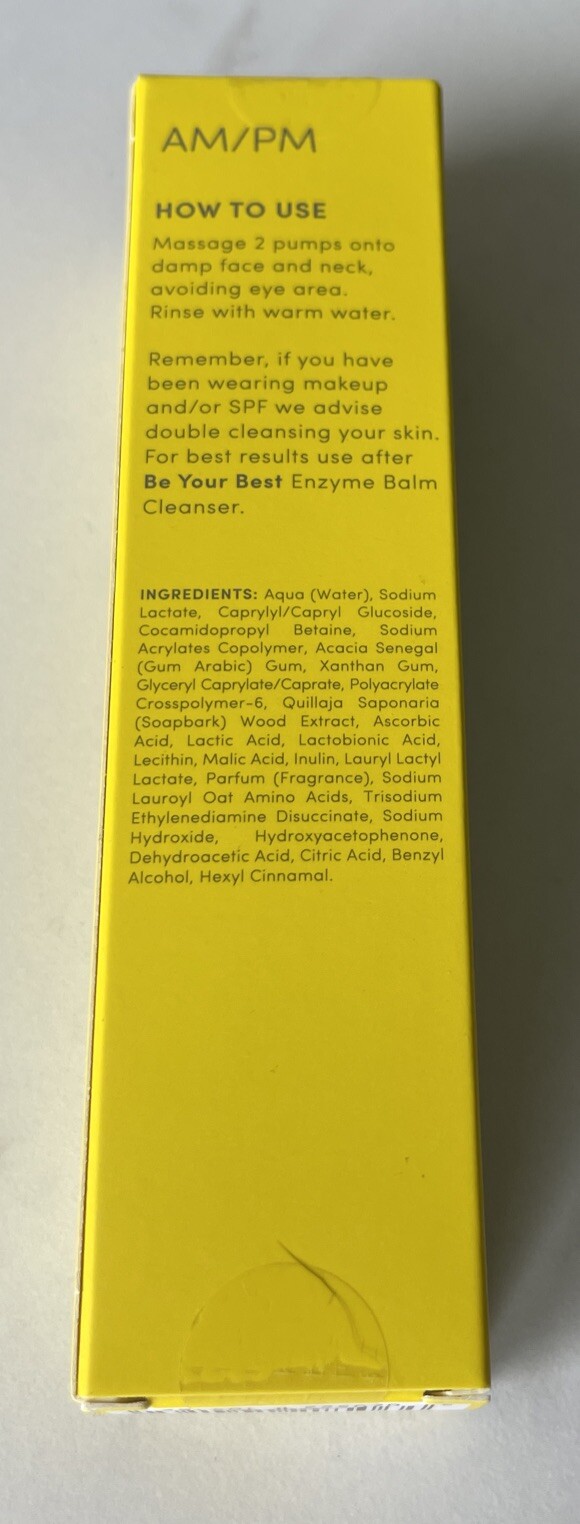 AM/PM
HOW TO USE
Massage 2 pumps onto
damp face and neck,
avoiding eye area.
Rinse with warm water.
Remember, if you have
been wearing makeup
and/or SPF we advise
double cleansing your skin.
For best results use after
Be Your Best Enzyme Balm
Cleanser.
INGREDIENTS: Aqua (Water), Sodium
Lactate, Caprylyl/Capryl Glucoside,
Cocamidopropyl Betaine, Sodium
Acrylates Copolymer, Acacia Senegal
(Gum Arabic) Gum, Xanthan Gum,
Glyceryl Caprylate/Caprate, Polyacrylate
Crosspolymer-6, Quillaja Saponaria
(Soapbark) Wood Extract, Ascorbic
Acid, Lactic Acid, Lactobionic Acid,
Lecithin, Malic Acid, Inulin, Lauryl Lactyl
Lactate, Parfum (Fragrance), Sodium
Lauroyl Oat Amino Acids, Trisodium
Ethylenediamine Disuccinate, Sodium
Hydroxide, Hydroxyacetophenone,
Dehydroacetic Acid, Citric Acid, Benzyl
Alcohol, Hexyl Cinnamal.